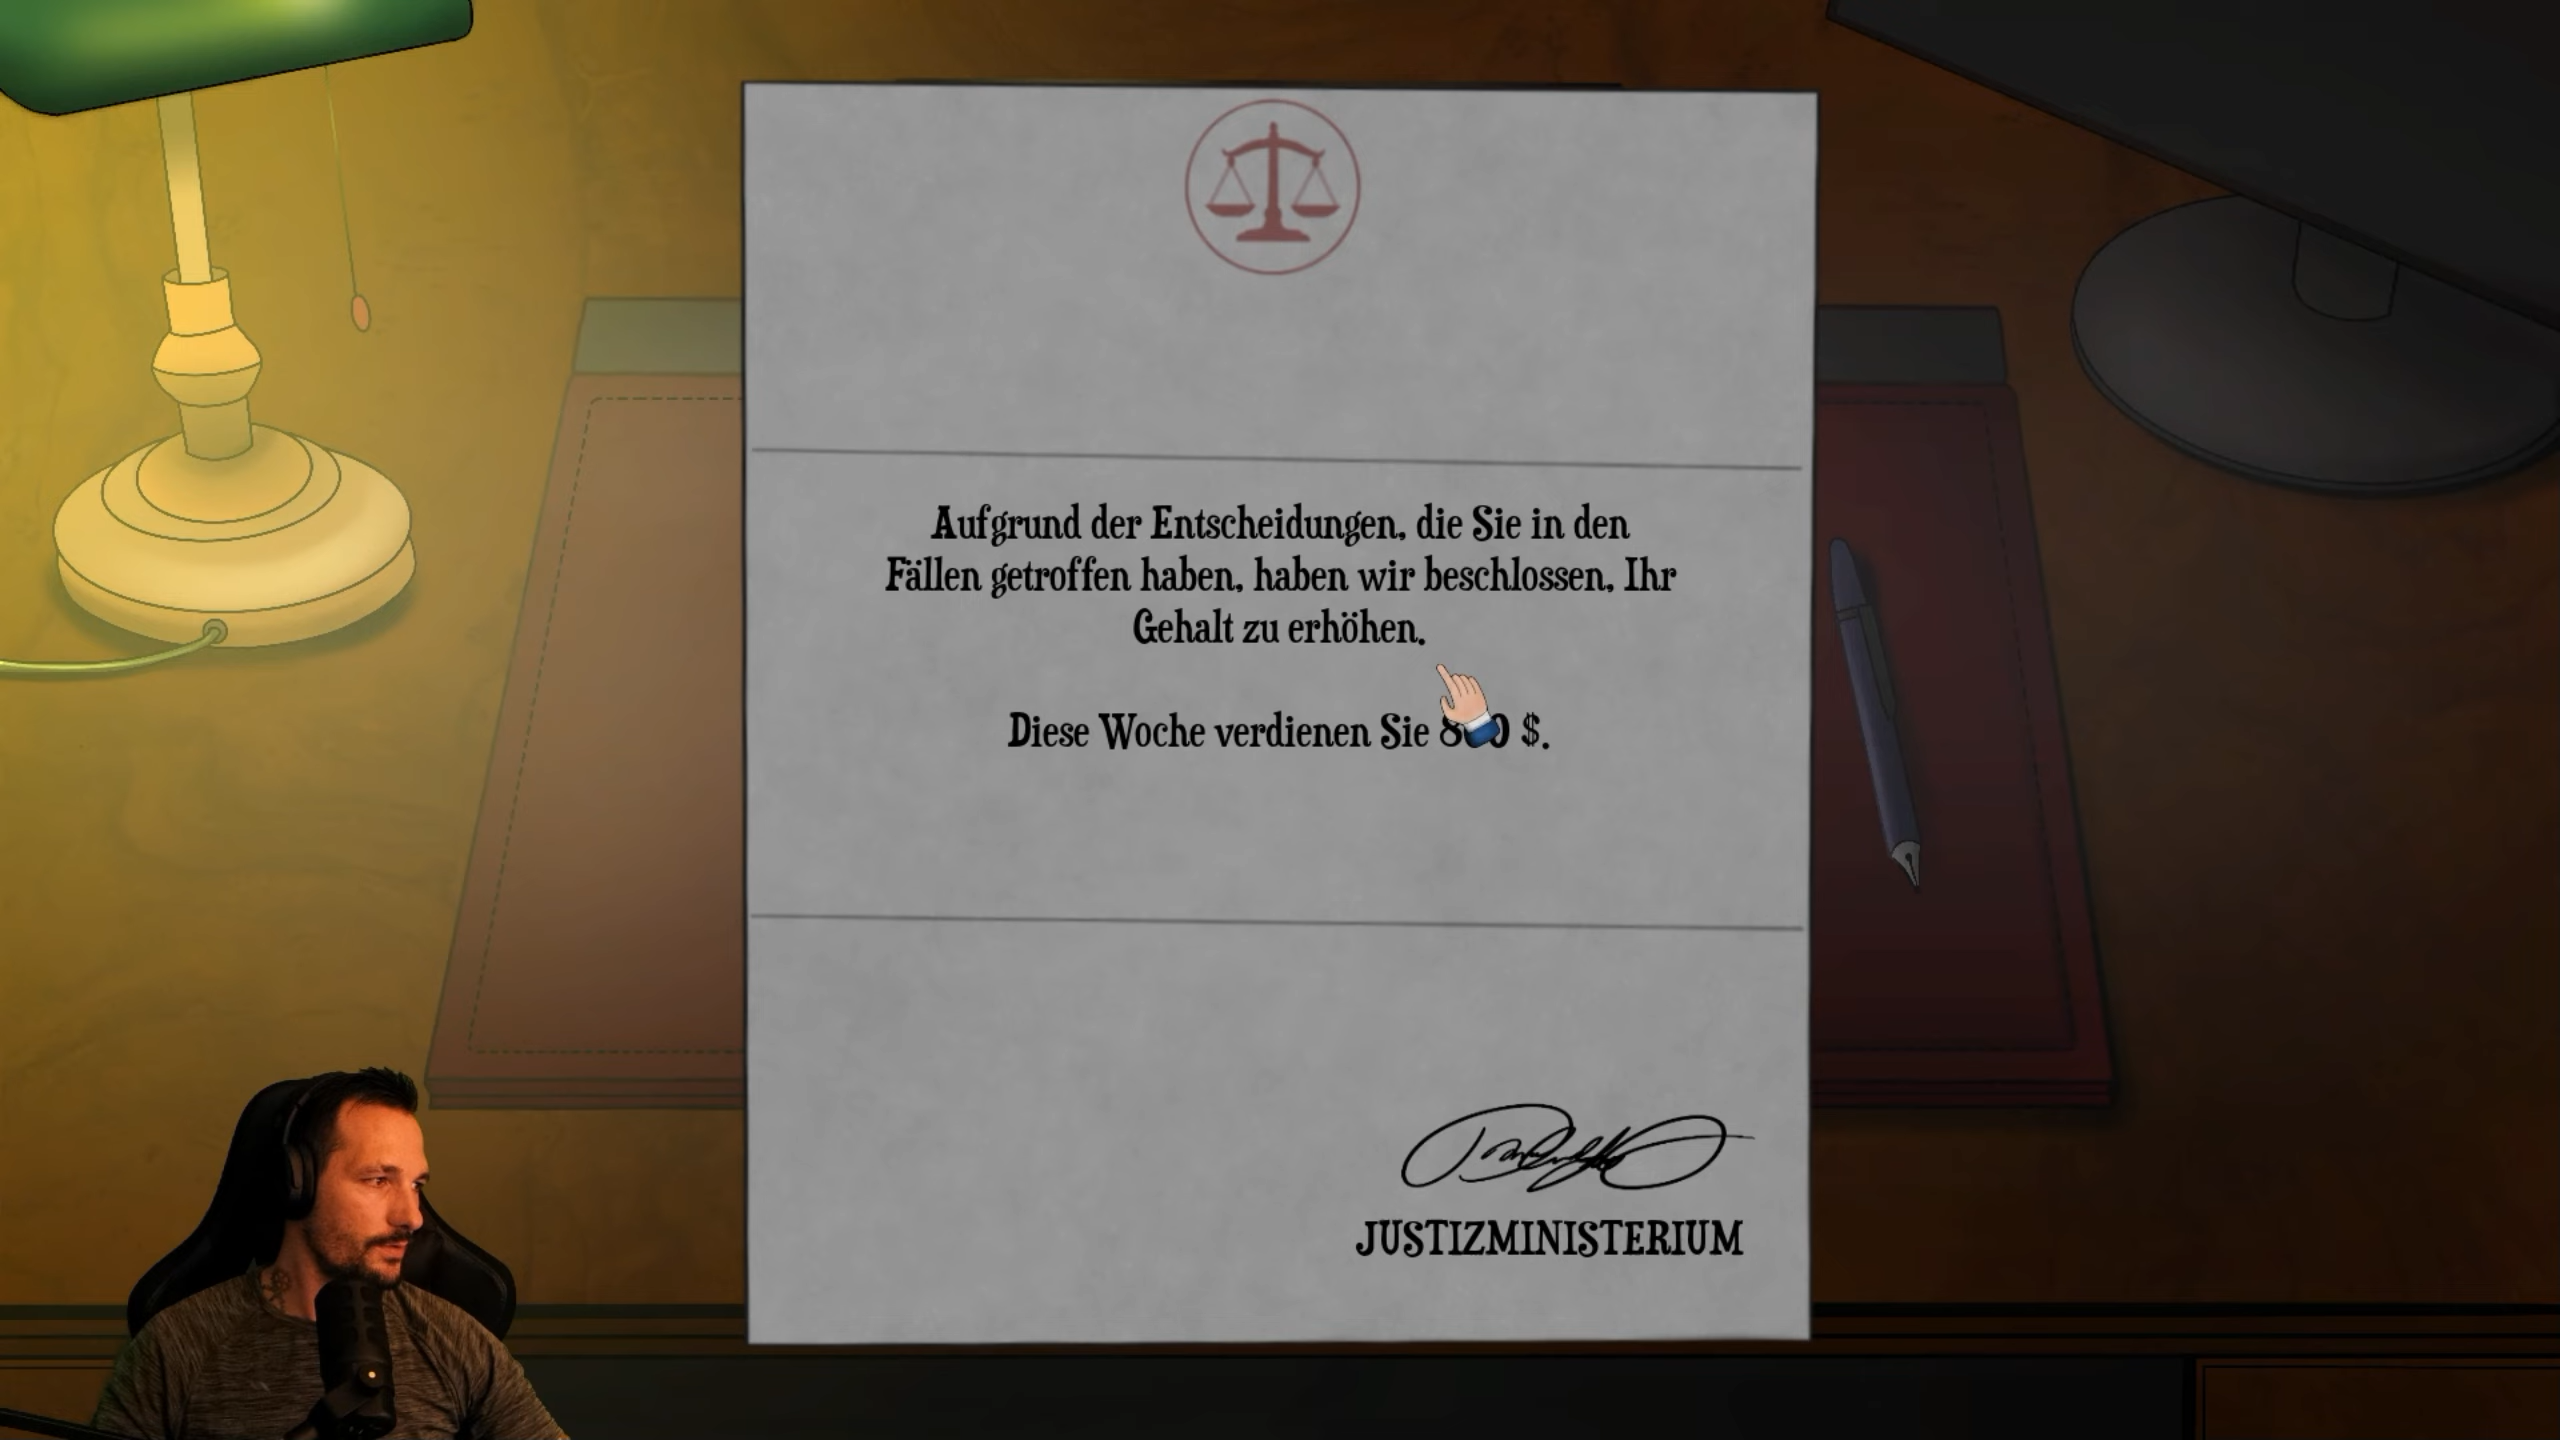 Aufgrund der Entscheidungen, die Sie in den
Fällen getroffen haben, haben wir beschlossen, Ihr
Gehalt zu erhöhen.
Diese Woche verdienen Sie $.
JUSTIZMINISTERIUM